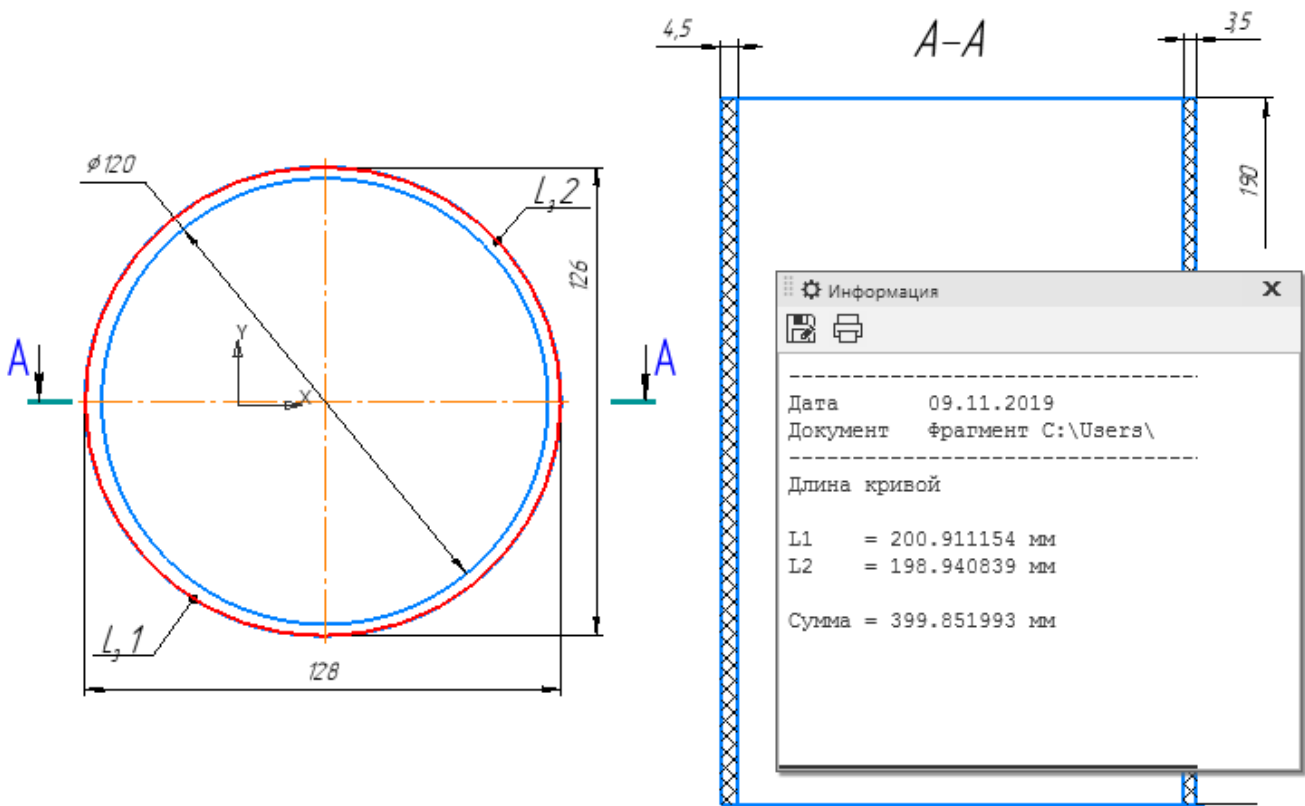 4,5
А–А
3,5
⌀120
L,2
126
190
А
Y
X
А
L,1
128
Информация
X
Дата 09.11.2019
Документ Фрагмент C:\Users\
Длина кривой
L1 = 200.911154 мм
L2 = 198.940839 мм
Сумма = 399.851993 мм